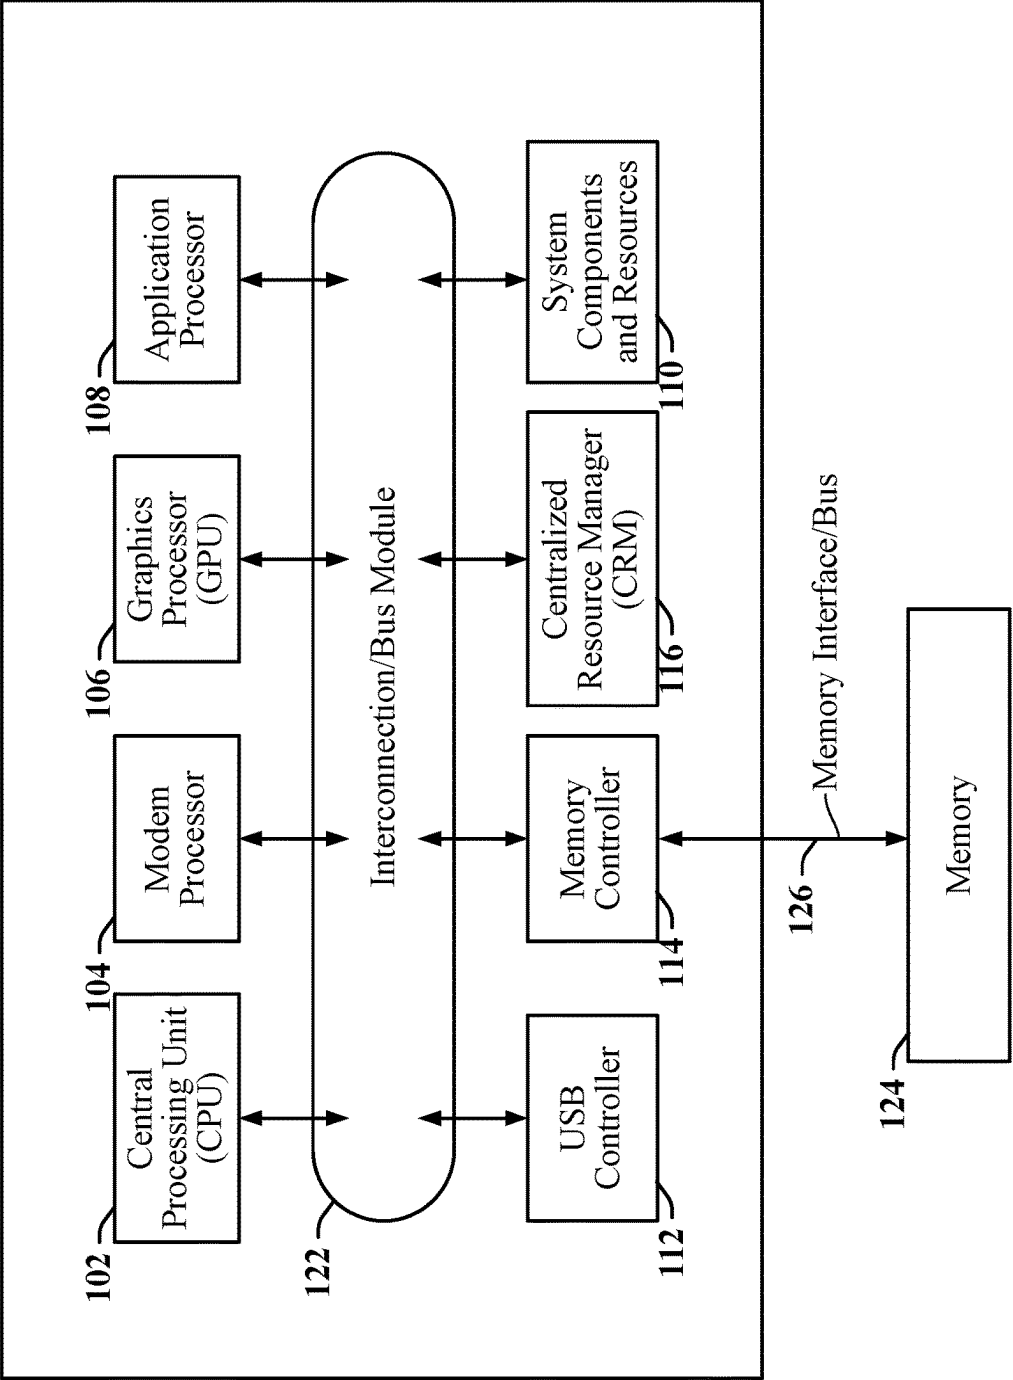 102
Central
Processing Unit
(CPU)
104
Modem
Processor
106
Graphics
Processor
(GPU)
108
Application
Processor
122
Interconnection/Bus Module
112
USB
Controller
114
Memory
Controller
116
Centralized
Resource Manager
(CRM)
110
System
Components
and Resources
126
Memory Interface/Bus
124
Memory